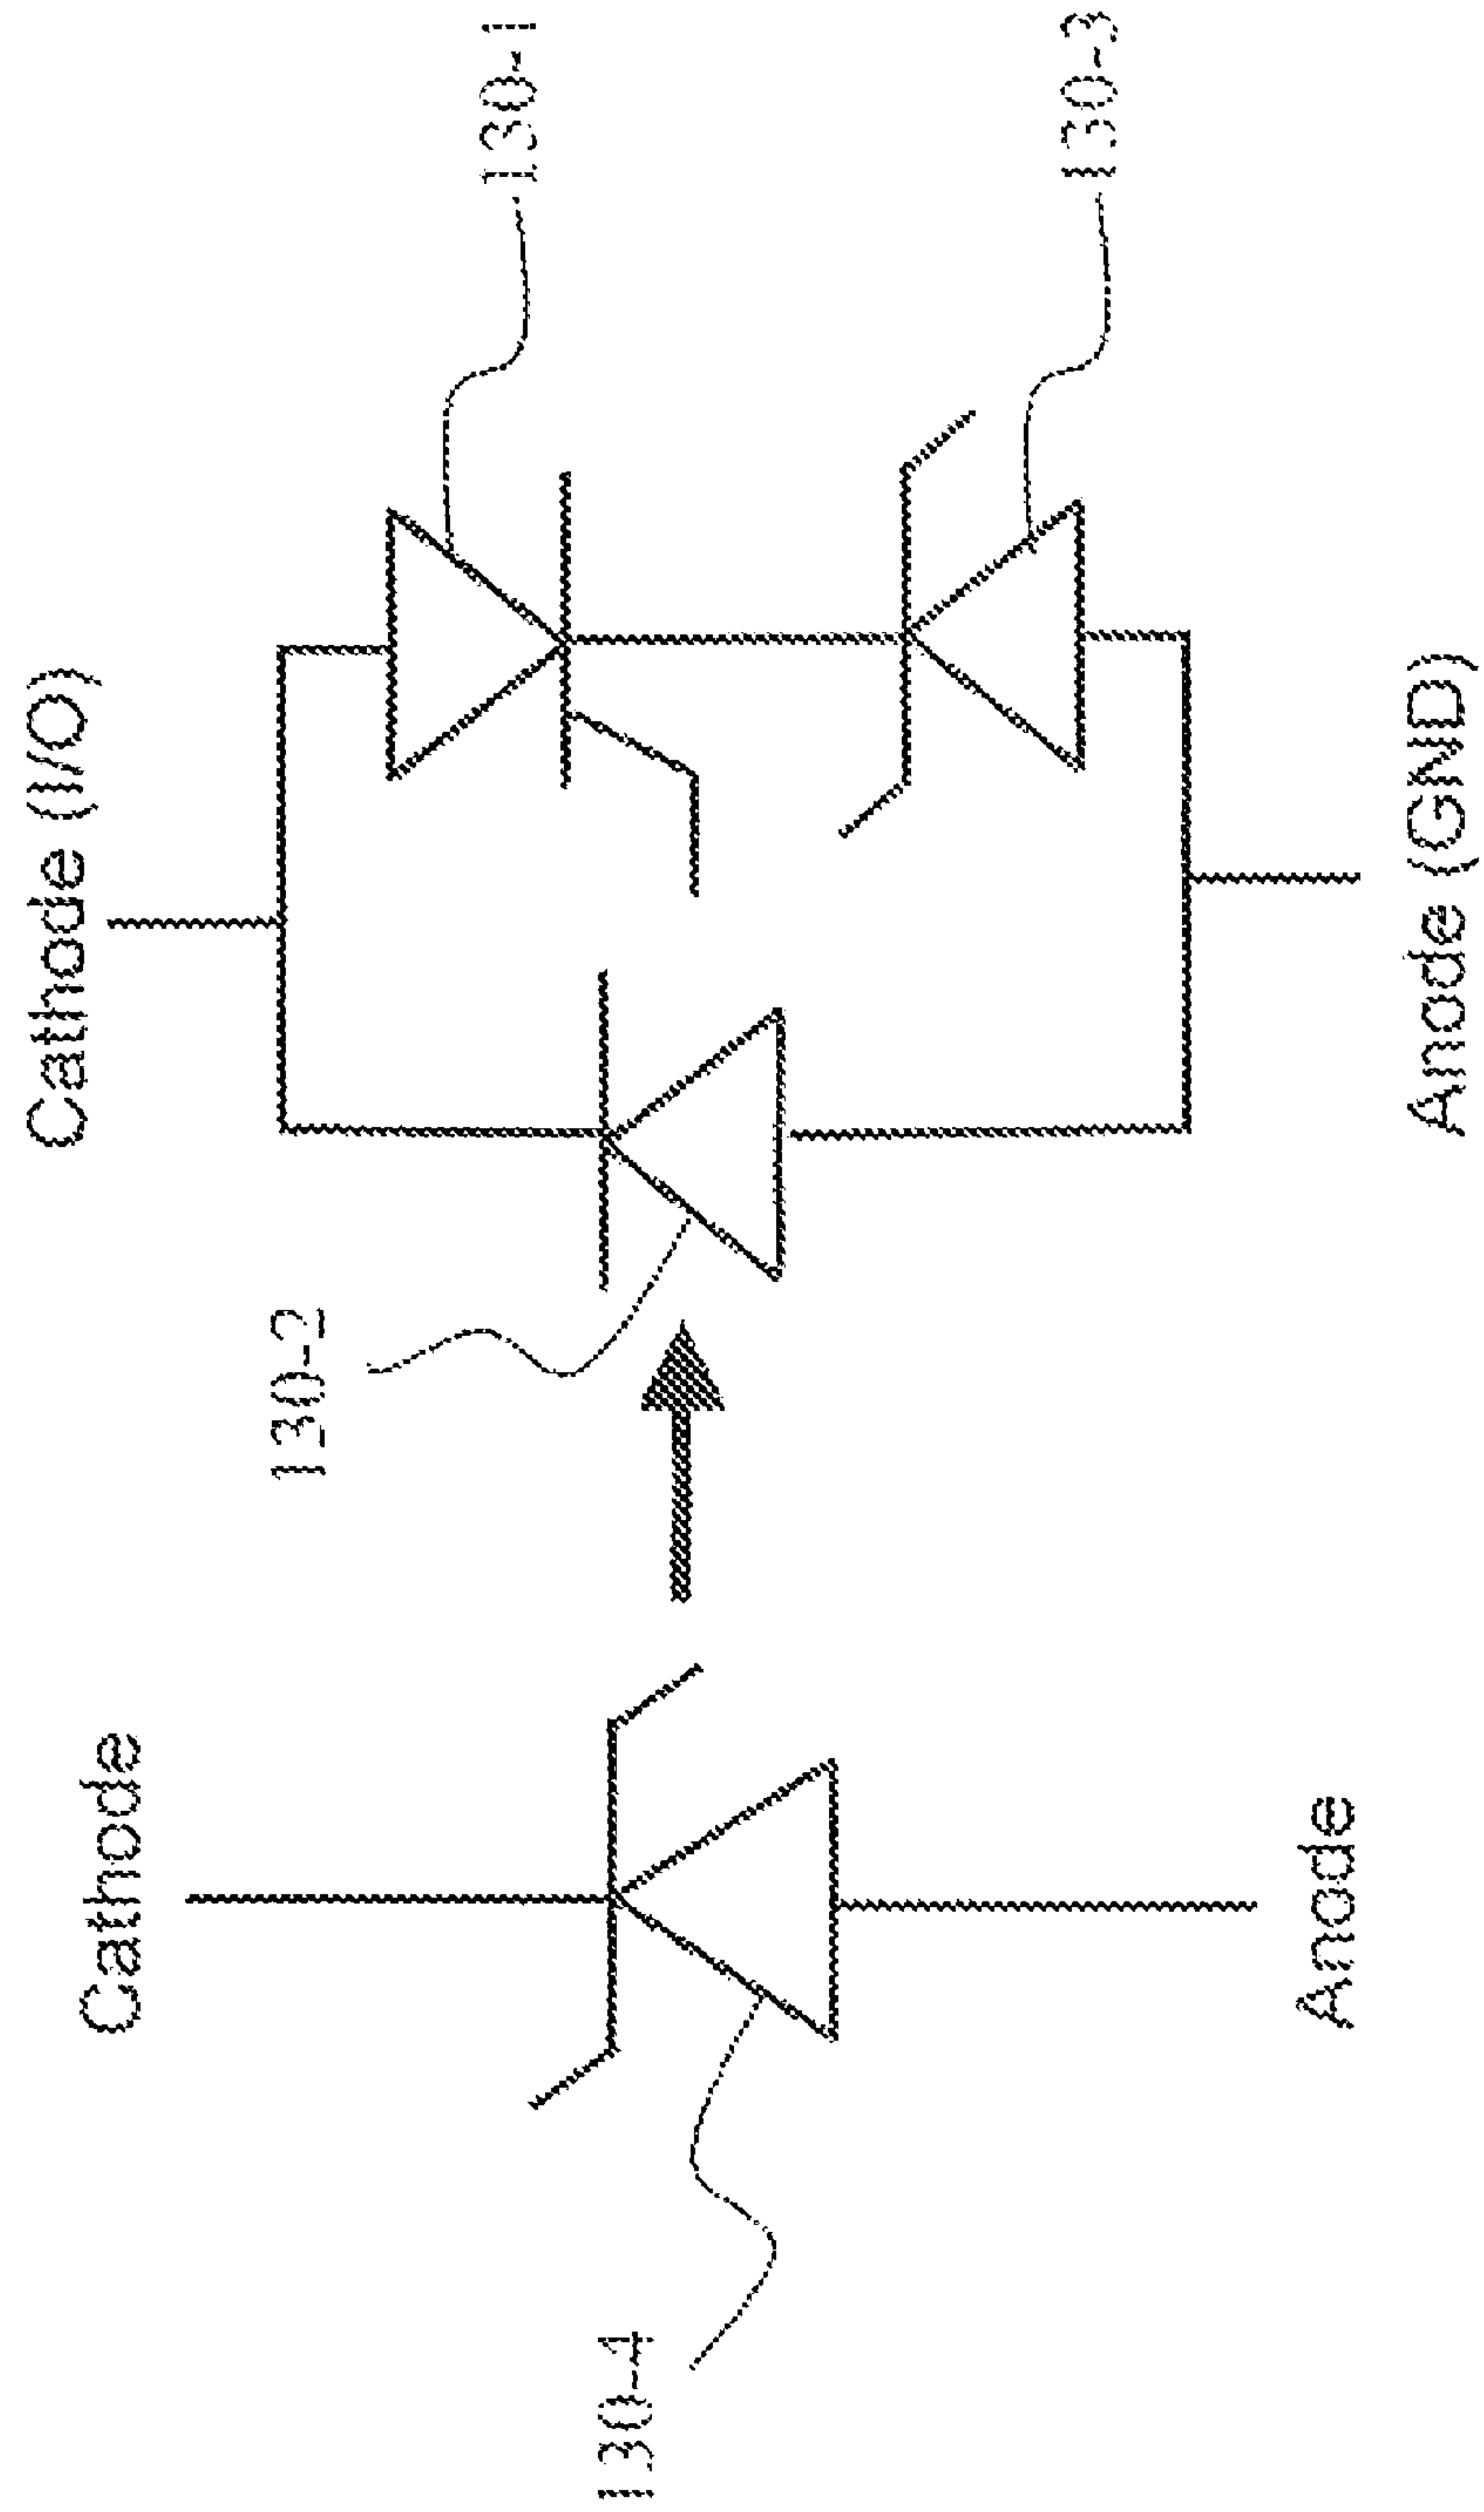 Cathode
Cathode (I/O)
130-2
130-1
130-4
130-3
Anode
Anode (GND)